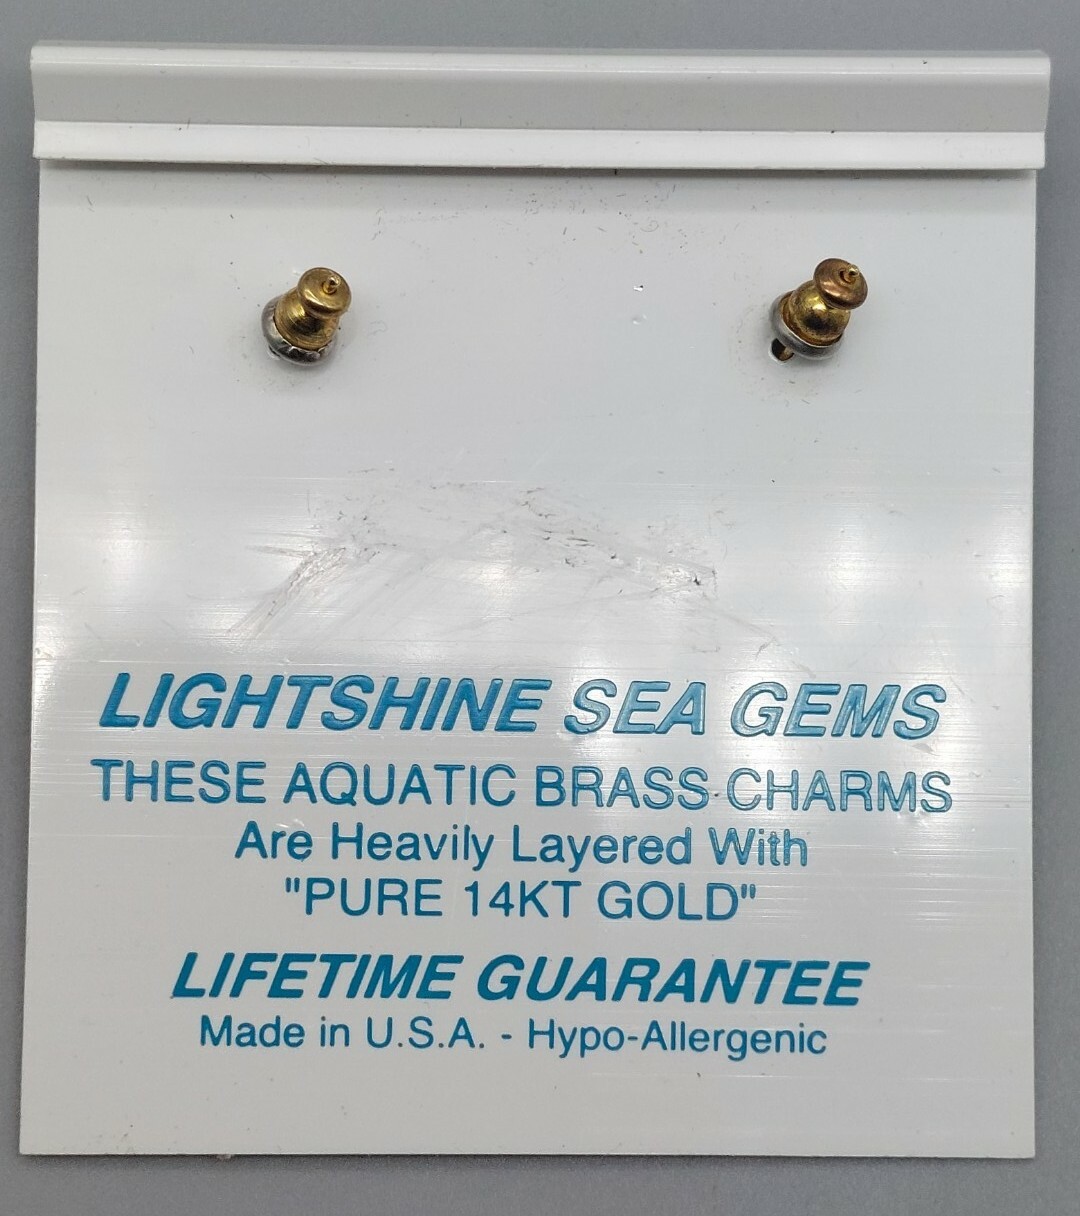 LIGHTSHINE SEA GEMS
THESE AQUATIC BRASS CHARMS
Are Heavily Layered With
"PURE 14KT GOLD"
LIFETIME GUARANTEE
Made in U.S.A. - Hypo-Allergenic